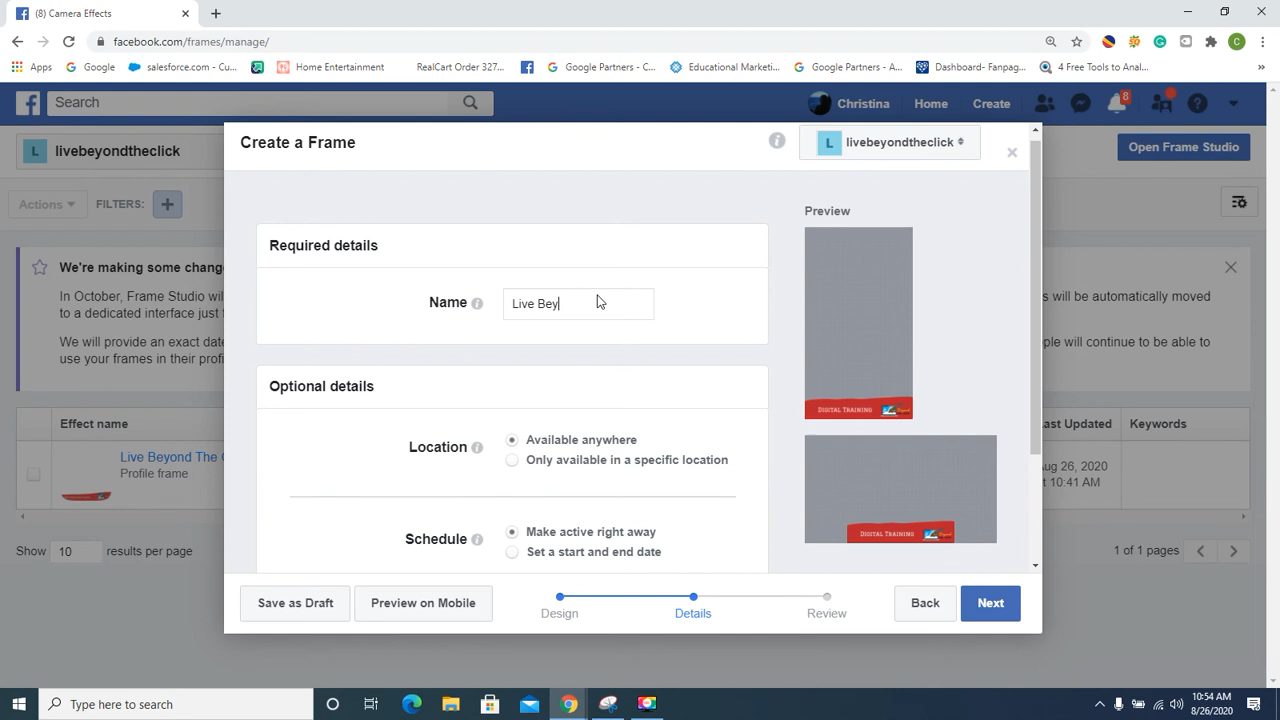 (8) Camera Effects
facebook.com/frames/manage/
Apps Google salesforce.com - Cu... Home Entertainment RealCart Order 327... Google Partners - C... Educational Marketi... Google Partners - A... Dashboard- Fanpag... 4 Free Tools to Anal... »
Search Christina Home Create 8
L livebeyondtheclick Open Frame Studio
Create a Frame L livebeyondtheclick
Actions FILTERS:
Preview
Required details
We're making some chang
Name Live Bey
In October, Frame Studio wil s will be automatically moved
to a dedicated interface just
We will provide an exact date ple will continue to be able to
use your frames in their profi
Optional details
DIGITAL TRAINING
Effect name Last Updated Keywords
Location Available anywhere
Only available in a specific location
Live Beyond The C Aug 26, 2020
Profile frame at 10:41 AM
Schedule Make active right away
Set a start and end date
DIGITAL TRAINING
Show 10 results per page 1 of 1 pages
Save as Draft Preview on Mobile Back Next
Design Details Review
Type here to search
10:54 AM
8/26/2020